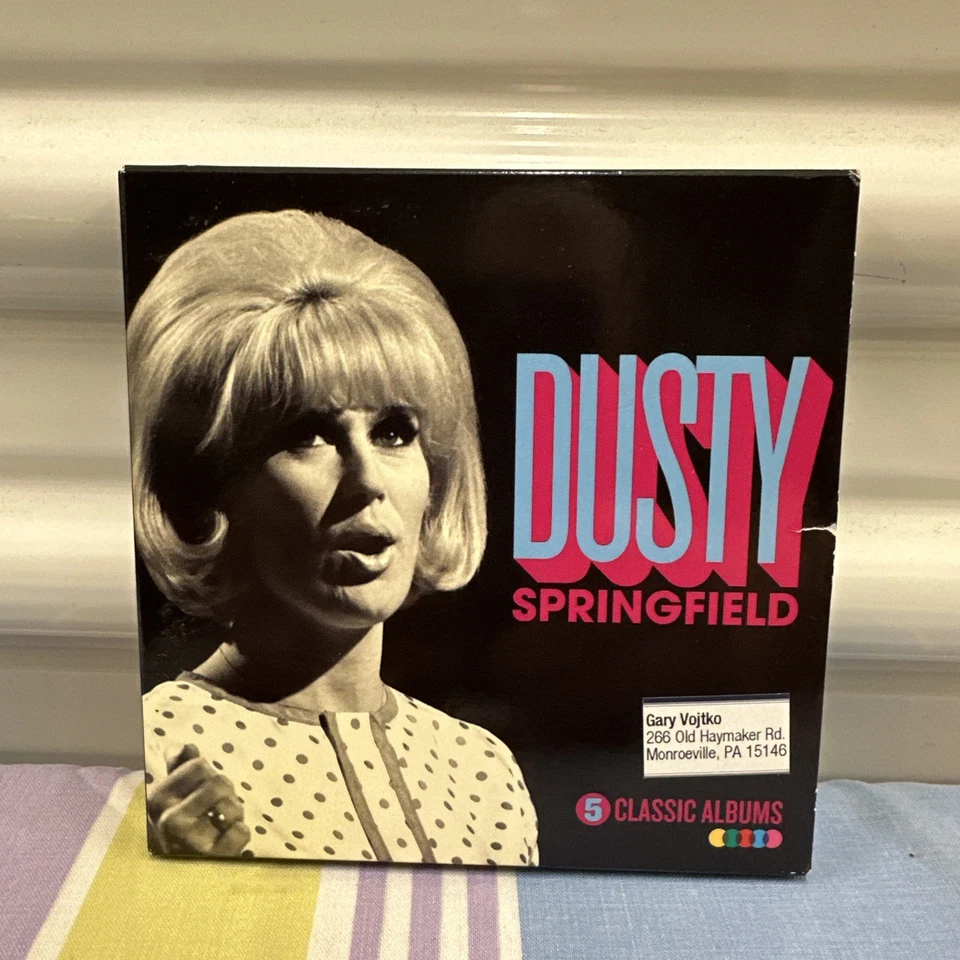 DUSTY
SPRINGFIELD
Gary Vojtko
266 Old Haymaker Rd.
Monroeville, PA 15146
5 CLASSIC ALBUMS